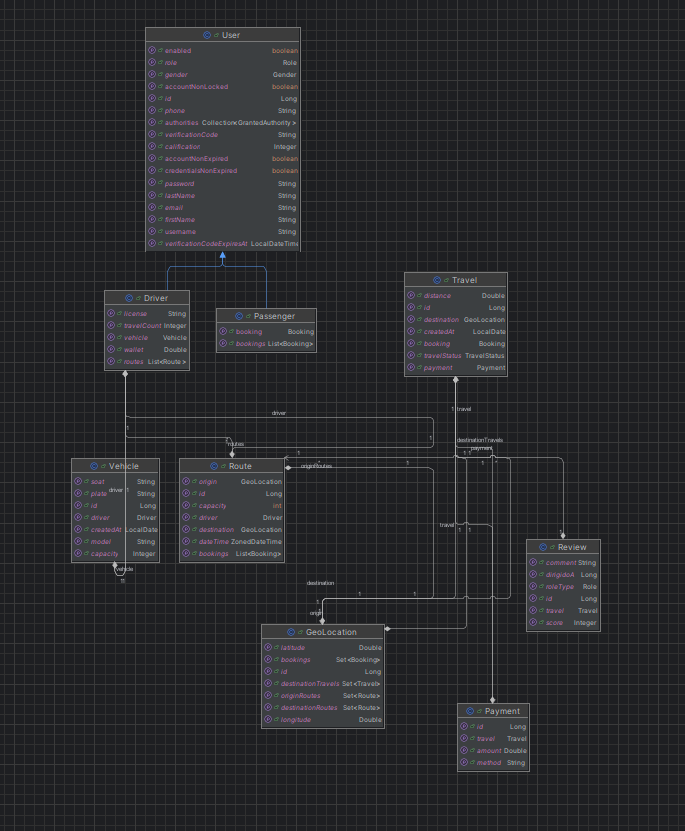 User
enabled boolean
role Role
gender Gender
accountNonLocked boolean
id Long
phone String
authorities Collection<GrantedAuthority>
verificationCode String
calification Integer
accountNonExpired boolean
credentialsNonExpired boolean
password String
lastName String
email String
firstName String
username String
verificationCodeExpiresAt LocalDateTime
Driver
license String
travelCount Integer
vehicle Vehicle
wallet Double
routes List<Route>
Passenger
booking Booking
bookings List<Booking>
Travel
distance Double
id Long
destination GeoLocation
createdAt LocalDate
booking Booking
travelStatus TravelStatus
payment Payment
driver
1
1
routes
1 travel
destinationTravels
payment
1
1
1
originRoutes
Vehicle
seat String
plate String
id Long
driver Driver
createdAt LocalDate
model String
capacity Integer
driver 1
vehicle
Route
origin GeoLocation
id Long
capacity int
driver Driver
destination GeoLocation
dateTime ZonedDateTime
bookings List<Booking>
travel
1
1
1
Review
comment String
dirigidoA Long
roleType Role
id Long
travel Travel
score Integer
destination
1
1
1
origin
GeoLocation
latitude Double
bookings Set<Booking>
id Long
destinationTravels Set<Travel>
originRoutes Set<Route>
destinationRoutes Set<Route>
longitude Double
Payment
id Long
travel Travel
amount Double
method String